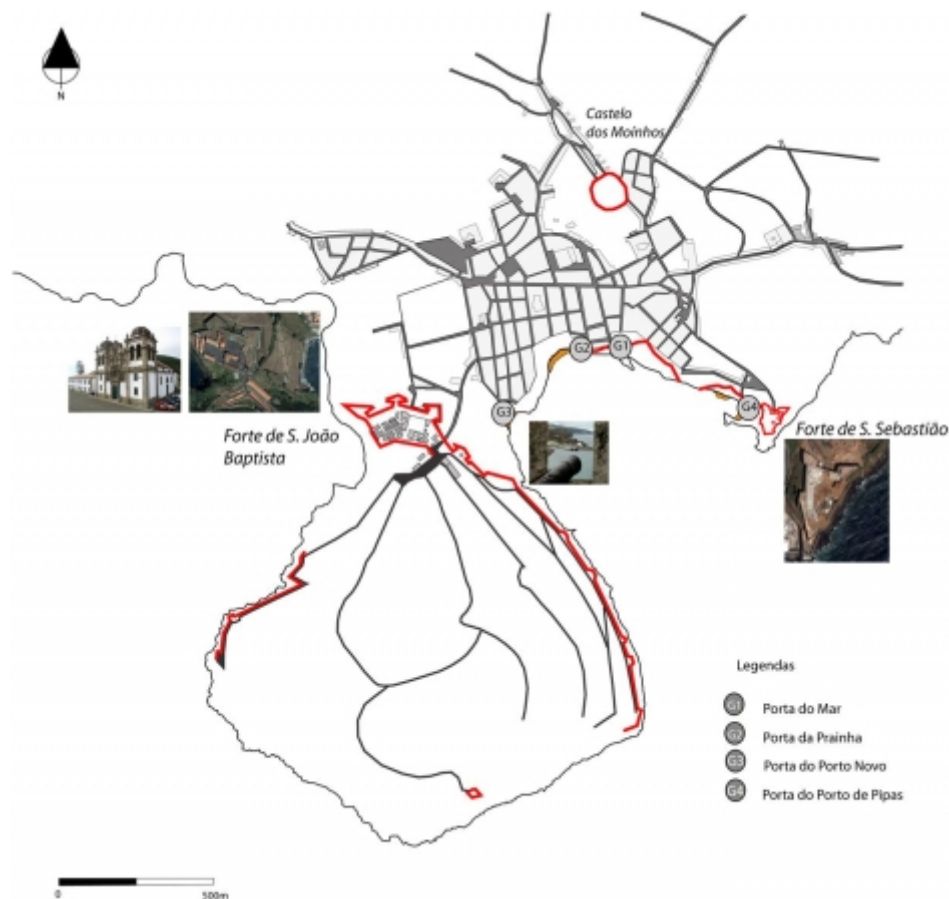 N
Castelo
dos Moinhos
G2
G1
G3
G4
Forte de S. João
Baptista
Forte de S. Sebastião
Legendas
G1 Porta do Mar
G2 Porta da Prainha
G3 Porta do Porto Novo
G4 Porta do Porto de Pipas
0 500m